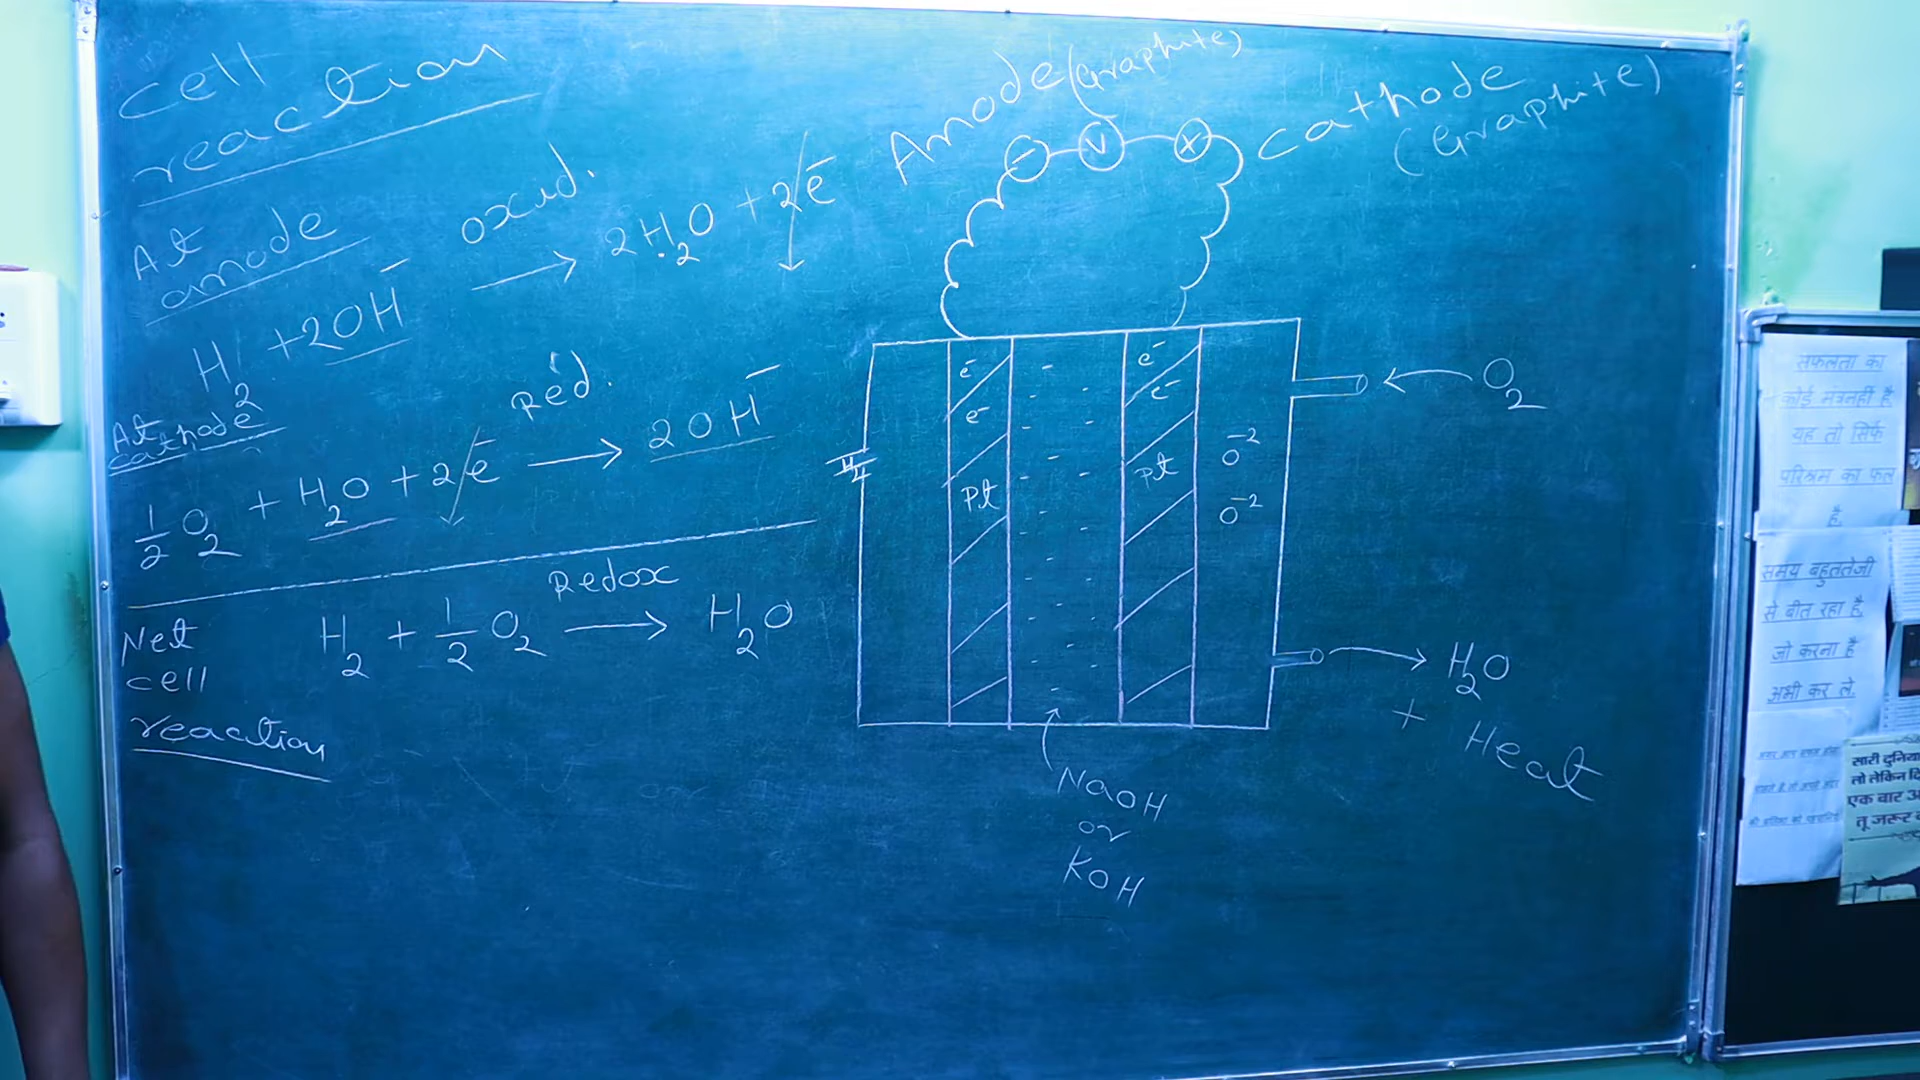 cell
reaction
At
anode
oxid.
H₂ + 2OH⁻ → 2H₂O + 2e⁻
At
cathode
Red.
1/2 O₂ + H₂O + 2e⁻ → 2OH⁻
Net
cell
reaction
Redox
H₂ + 1/2 O₂ → H₂O
Anode (Graphite)
Cathode
(Graphite)
− V +
e⁻
e⁻
Pt
e⁻
e⁻
Pt
O⁻²
O⁻²
O₂
H₂O
+ Heat
NaOH
or
KOH
सफलता का
कोई मंत्र नहीं है
यह तो सिर्फ
परिश्रम का फल
है.
समय बहुत तेजी
से बीत रहा है,
जो करना है
अभी कर ले.
सारी दुनिया
तो लेकिन
एक बार
तू जरूर